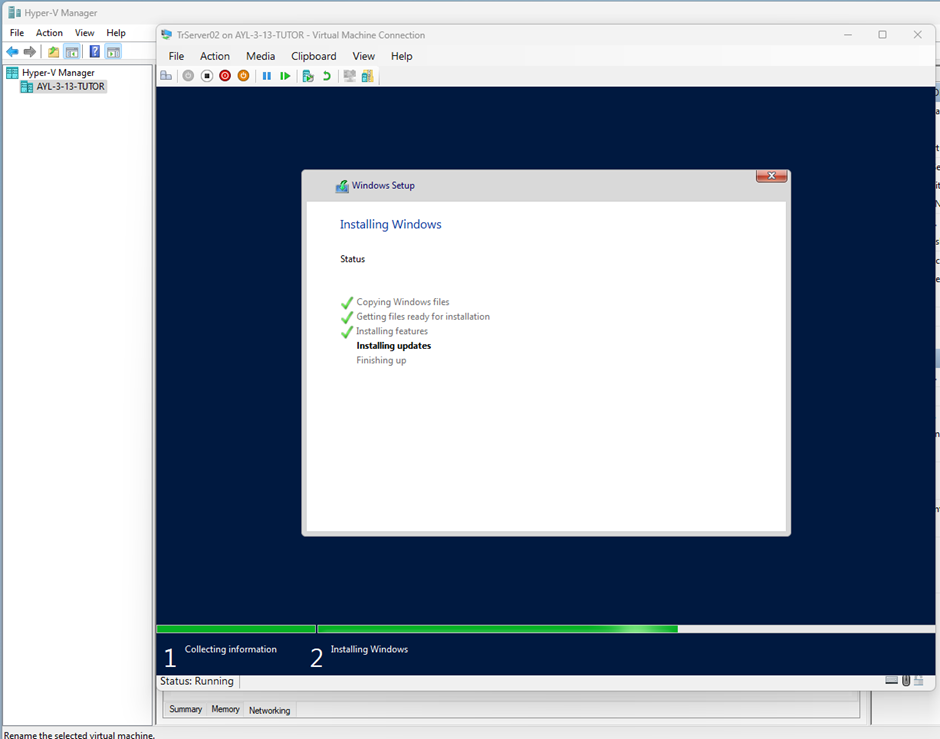 Hyper-V Manager
File Action View Help
Hyper-V Manager
AYL-3-13-TUTOR
TrServer02 on AYL-3-13-TUTOR - Virtual Machine Connection
File Action Media Clipboard View Help
Windows Setup
Installing Windows
Status
Copying Windows files
Getting files ready for installation
Installing features
Installing updates
Finishing up
1 Collecting information
2 Installing Windows
Status: Running
Summary Memory Networking
Rename the selected virtual machine.